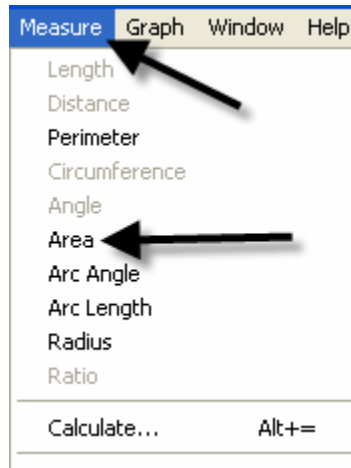 Measure Graph Window Help
Length
Distance
Perimeter
Circumference
Angle
Area
Arc Angle
Arc Length
Radius
Ratio
Calculate... Alt+=